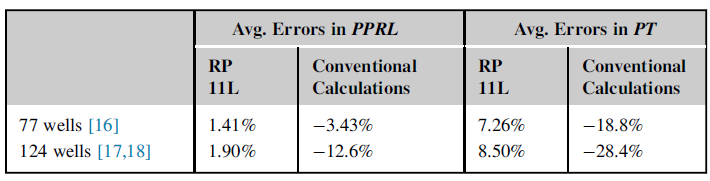 Avg. Errors in PPRL Avg. Errors in PT
RP 11L Conventional Calculations RP 11L Conventional Calculations
77 wells [16] 1.41% −3.43% 7.26% −18.8%
124 wells [17,18] 1.90% −12.6% 8.50% −28.4%